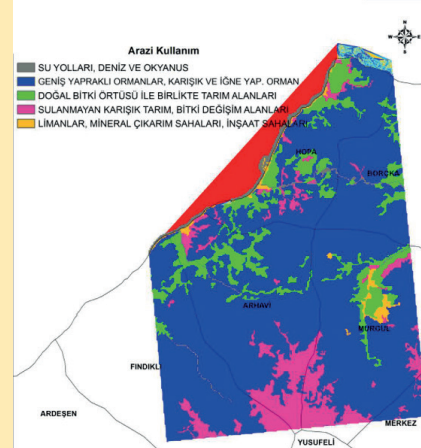 N
W
E
S
Arazi Kullanım
SU YOLLARI, DENİZ VE OKYANUS
GENİŞ YAPRAKLI ORMANLAR, KARIŞIK VE İĞNE YAP. ORMAN
DOĞAL BİTKİ ÖRTÜSÜ İLE BİRLİKTE TARIM ALANLARI
SULANMAYAN KARIŞIK TARIM, BİTKİ DEĞİŞİM ALANLARI
LİMANLAR, MİNERAL ÇIKARIM SAHALARI, İNŞAAT SAHALARI
HOPA
BORÇKA
ARHAVİ
MURGUL
FINDIKLI
ARDEŞEN
MERKEZ
YUSUFELİ